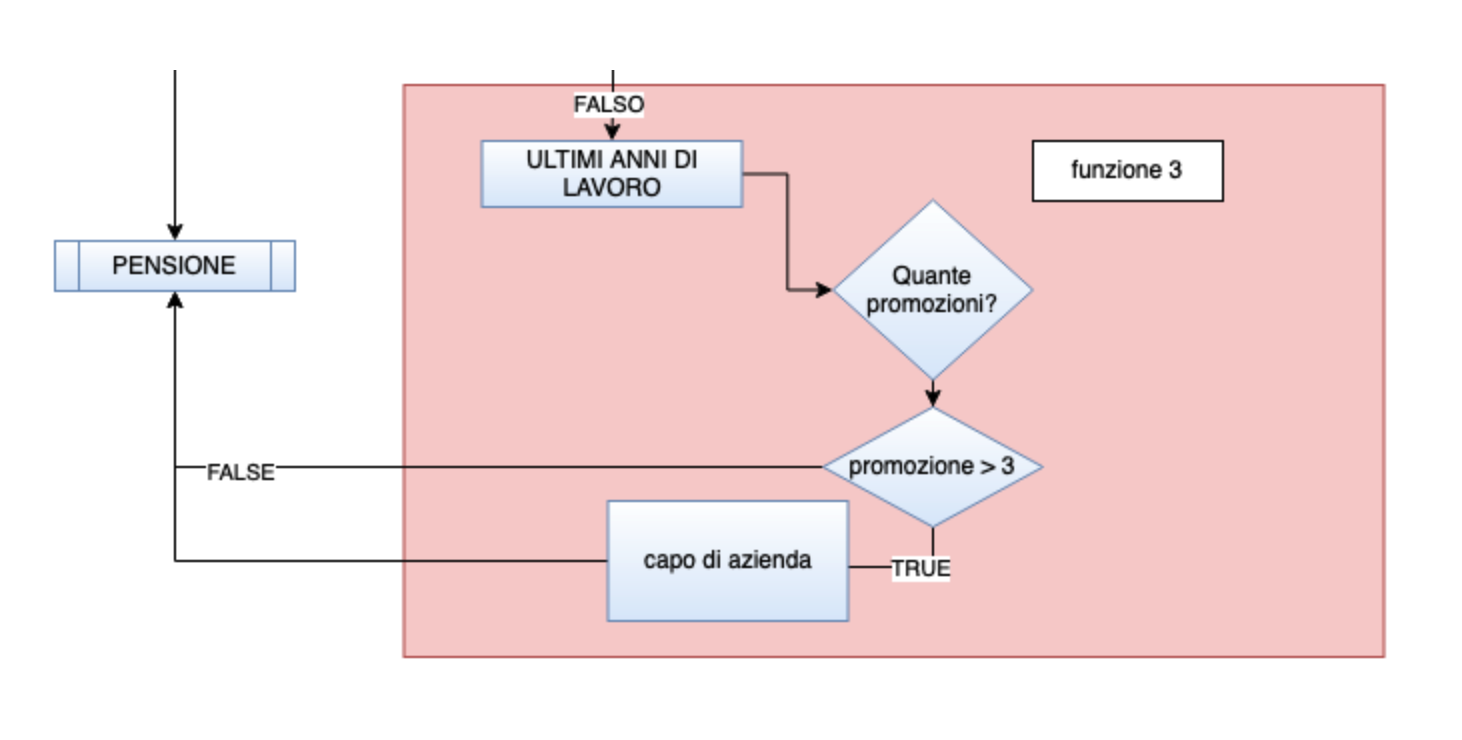 FALSO
ULTIMI ANNI DI
LAVORO
funzione 3
PENSIONE
Quante
promozioni?
promozione > 3
FALSE
capo di azienda
TRUE